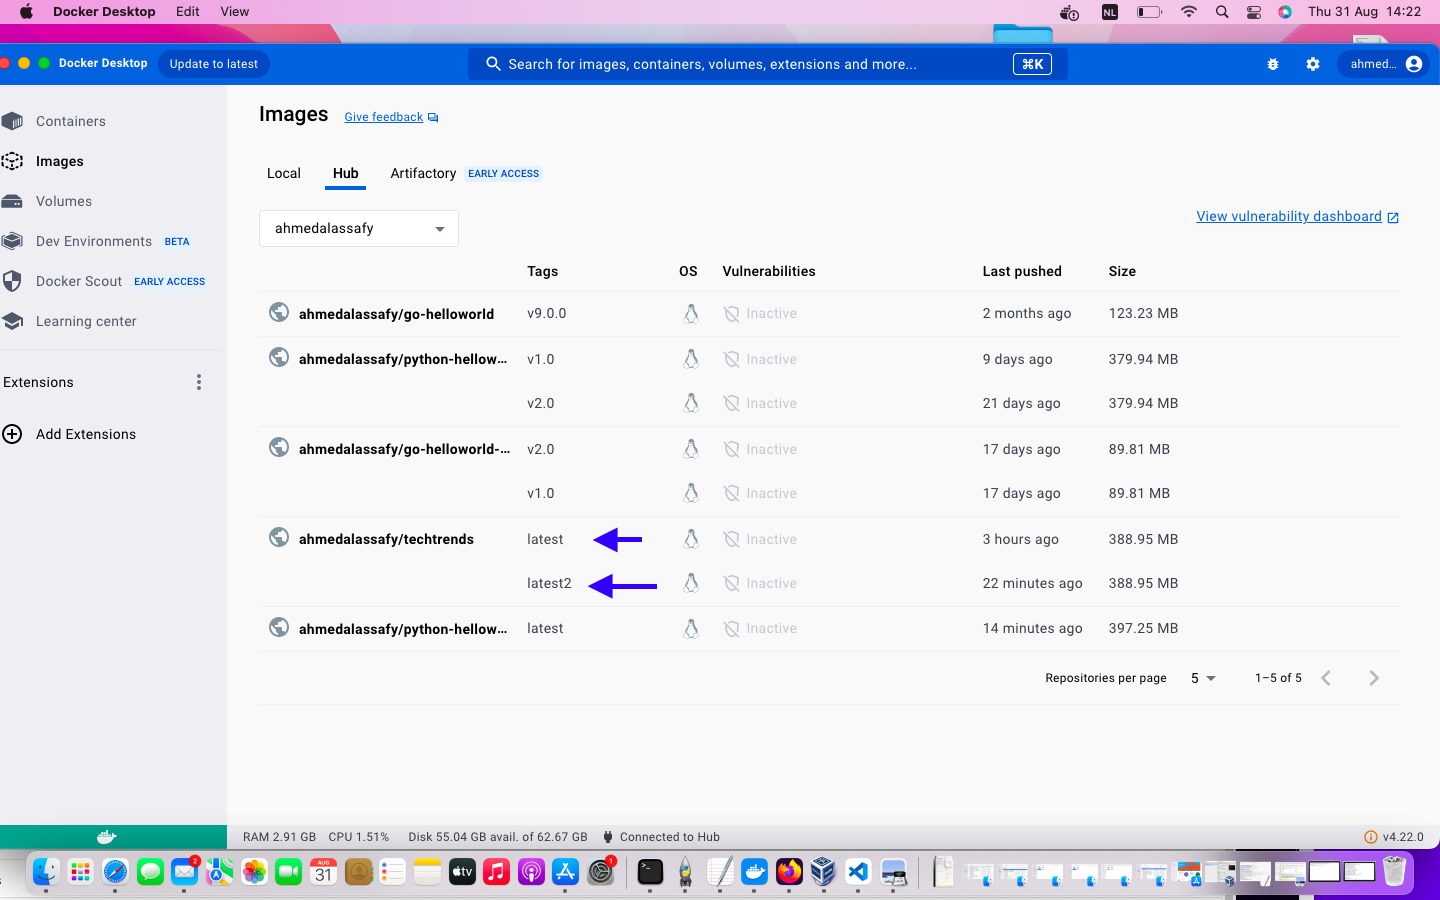 Docker Desktop Edit View NL Thu 31 Aug 14:22
Docker Desktop Update to latest Search for images, containers, volumes, extensions and more... ⌘K ahmed...
Containers
Images
Volumes
Dev Environments BETA
Docker Scout EARLY ACCESS
Learning center
Extensions
Add Extensions
Images Give feedback
Local Hub Artifactory EARLY ACCESS
ahmedalassafy View vulnerability dashboard
Tags OS Vulnerabilities Last pushed Size
ahmedalassafy/go-helloworld v9.0.0 Inactive 2 months ago 123.23 MB
ahmedalassafy/python-hellow... v1.0 Inactive 9 days ago 379.94 MB
v2.0 Inactive 21 days ago 379.94 MB
ahmedalassafy/go-helloworld-... v2.0 Inactive 17 days ago 89.81 MB
v1.0 Inactive 17 days ago 89.81 MB
ahmedalassafy/techtrends latest Inactive 3 hours ago 388.95 MB
latest2 Inactive 22 minutes ago 388.95 MB
ahmedalassafy/python-hellow... latest Inactive 14 minutes ago 397.25 MB
Repositories per page 5 1–5 of 5
RAM 2.91 GB CPU 1.51% Disk 55.04 GB avail. of 62.67 GB Connected to Hub v4.22.0
2 AUG 31 tv 1